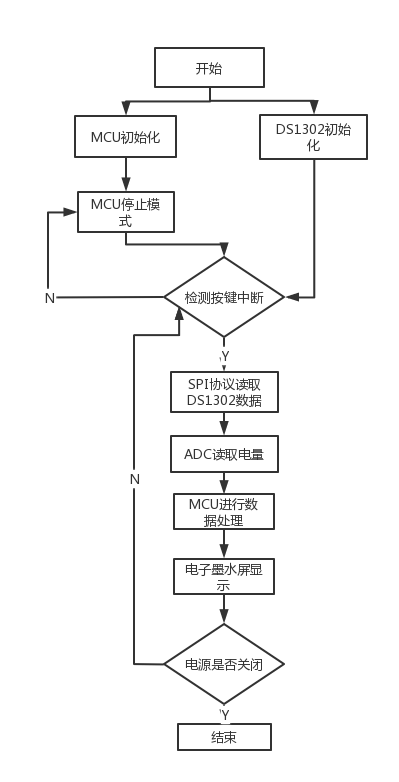 开始
MCU初始化
DS1302初始
化
MCU停止模
式
检测按键中断
N
Y
SPI协议读取
DS1302数据
ADC读取电量
N
MCU进行数
据处理
电子墨水屏显
示
电源是否关闭
Y
结束